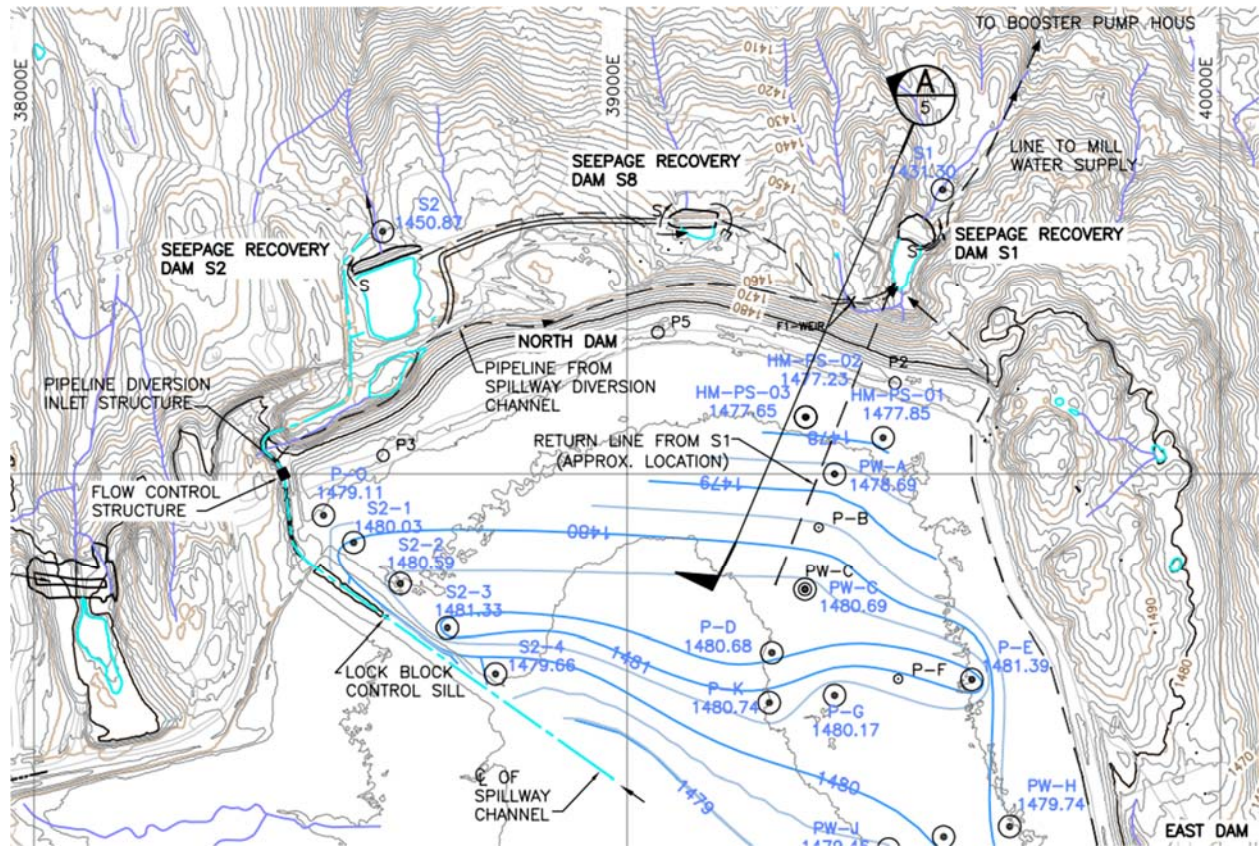 TO BOOSTER PUMP HOUS
38000E
39000E
40000E
1410
1420
1430
1440
1450
A
5
LINE TO MILL
WATER SUPPLY
S1
1431.30
SEEPAGE RECOVERY
DAM S8
S2
1450.87
SEEPAGE RECOVERY
DAM S2
S
S
S
SEEPAGE RECOVERY
DAM S1
1460
1470
1480
F1-WEIR
X
P5
NORTH DAM
P2
HM-PS-02
1477.23
HM-PS-03
1477.65
HM-PS-01
1477.85
PIPELINE FROM
SPILLWAY DIVERSION
CHANNEL
PIPELINE DIVERSION
INLET STRUCTURE
1478
RETURN LINE FROM S1
(APPROX. LOCATION)
P3
PW-A
1478.69
FLOW CONTROL
STRUCTURE
P-O
1479.11
1479
S2-1
1480.03
1480
P-B
S2-2
1480.59
PW-C
PW-C
1480.69
S2-3
1481.33
1490
1480
P-D
1480.68
P-E
1481.39
S2-4
1479.66
1481
P-F
LOCK BLOCK
CONTROL SILL
P-K
1480.74
P-G
1480.17
1470
1480
1479
℄ OF
SPILLWAY
CHANNEL
PW-H
1479.74
PW-J
EAST DAM